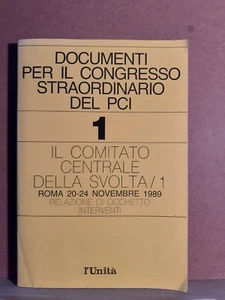 DOCUMENTI
PER IL CONGRESSO
STRAORDINARIO
DEL PCI
1
IL COMITATO
CENTRALE
DELLA SVOLTA/1
ROMA 20-24 NOVEMBRE 1989
RELAZIONE DI OCCHETTO
INTERVENTI
l'Unità